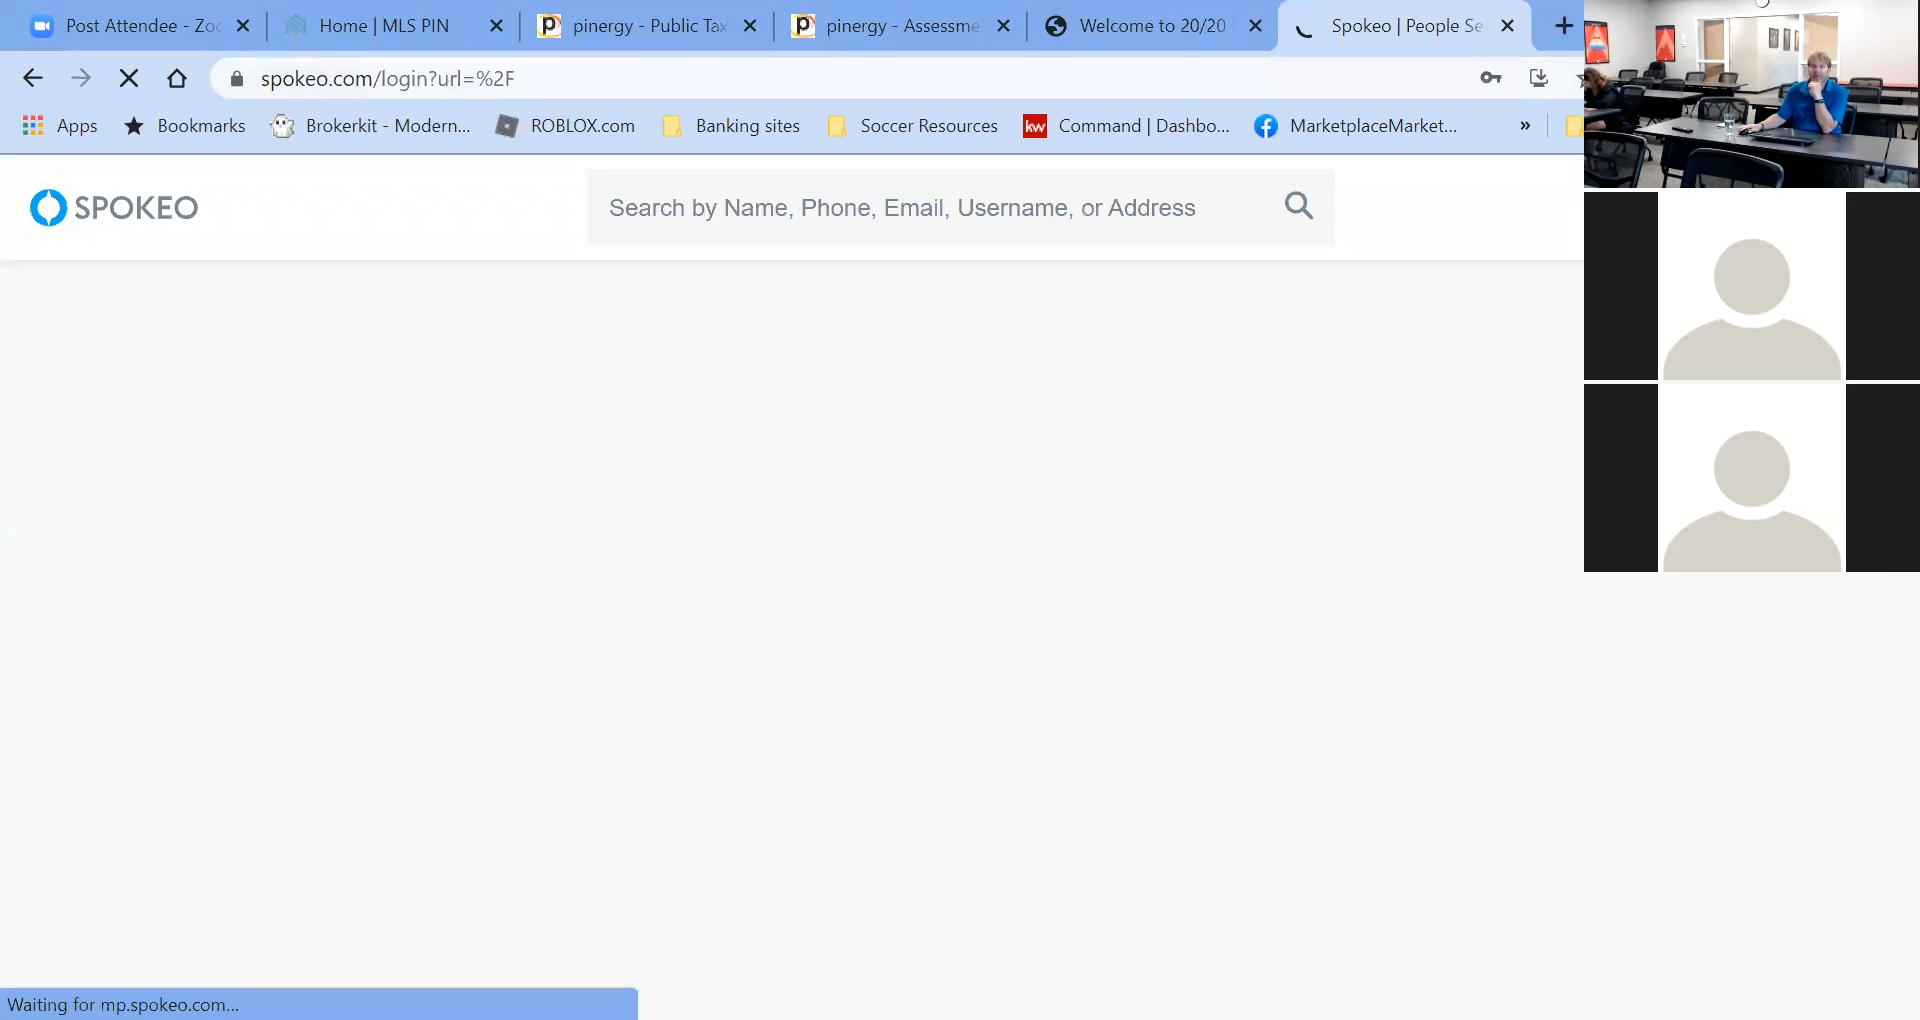 Post Attendee - Zoo
Home | MLS PIN
pinergy - Public Tax
pinergy - Assessme
Welcome to 20/20
Spokeo | People Se
spokeo.com/login?url=%2F
Apps
Bookmarks
Brokerkit - Modern...
ROBLOX.com
Banking sites
Soccer Resources
kw Command | Dashbo...
MarketplaceMarket...
»
SPOKEO
Search by Name, Phone, Email, Username, or Address
Waiting for mp.spokeo.com...